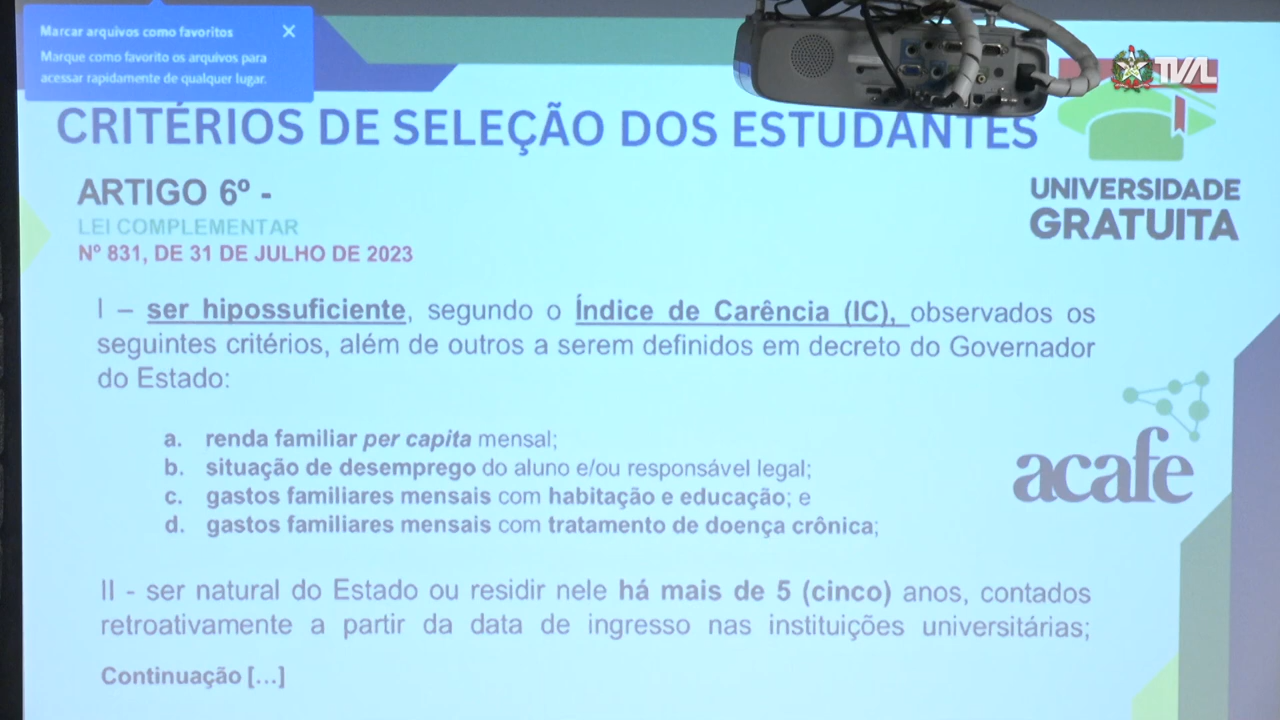 Marcar arquivos como favoritos
Marque como favorito os arquivos para
acessar rapidamente de qualquer lugar.
TVAL
CRITÉRIOS DE SELEÇÃO DOS ESTUDANTES
ARTIGO 6º -
LEI COMPLEMENTAR
Nº 831, DE 31 DE JULHO DE 2023
UNIVERSIDADE
GRATUITA
I – ser hipossuficiente, segundo o Índice de Carência (IC), observados os
seguintes critérios, além de outros a serem definidos em decreto do Governador
do Estado:
a. renda familiar per capita mensal;
b. situação de desemprego do aluno e/ou responsável legal;
c. gastos familiares mensais com habitação e educação; e
d. gastos familiares mensais com tratamento de doença crônica;
acafe
II - ser natural do Estado ou residir nele há mais de 5 (cinco) anos, contados
retroativamente a partir da data de ingresso nas instituições universitárias;
Continuação [...]